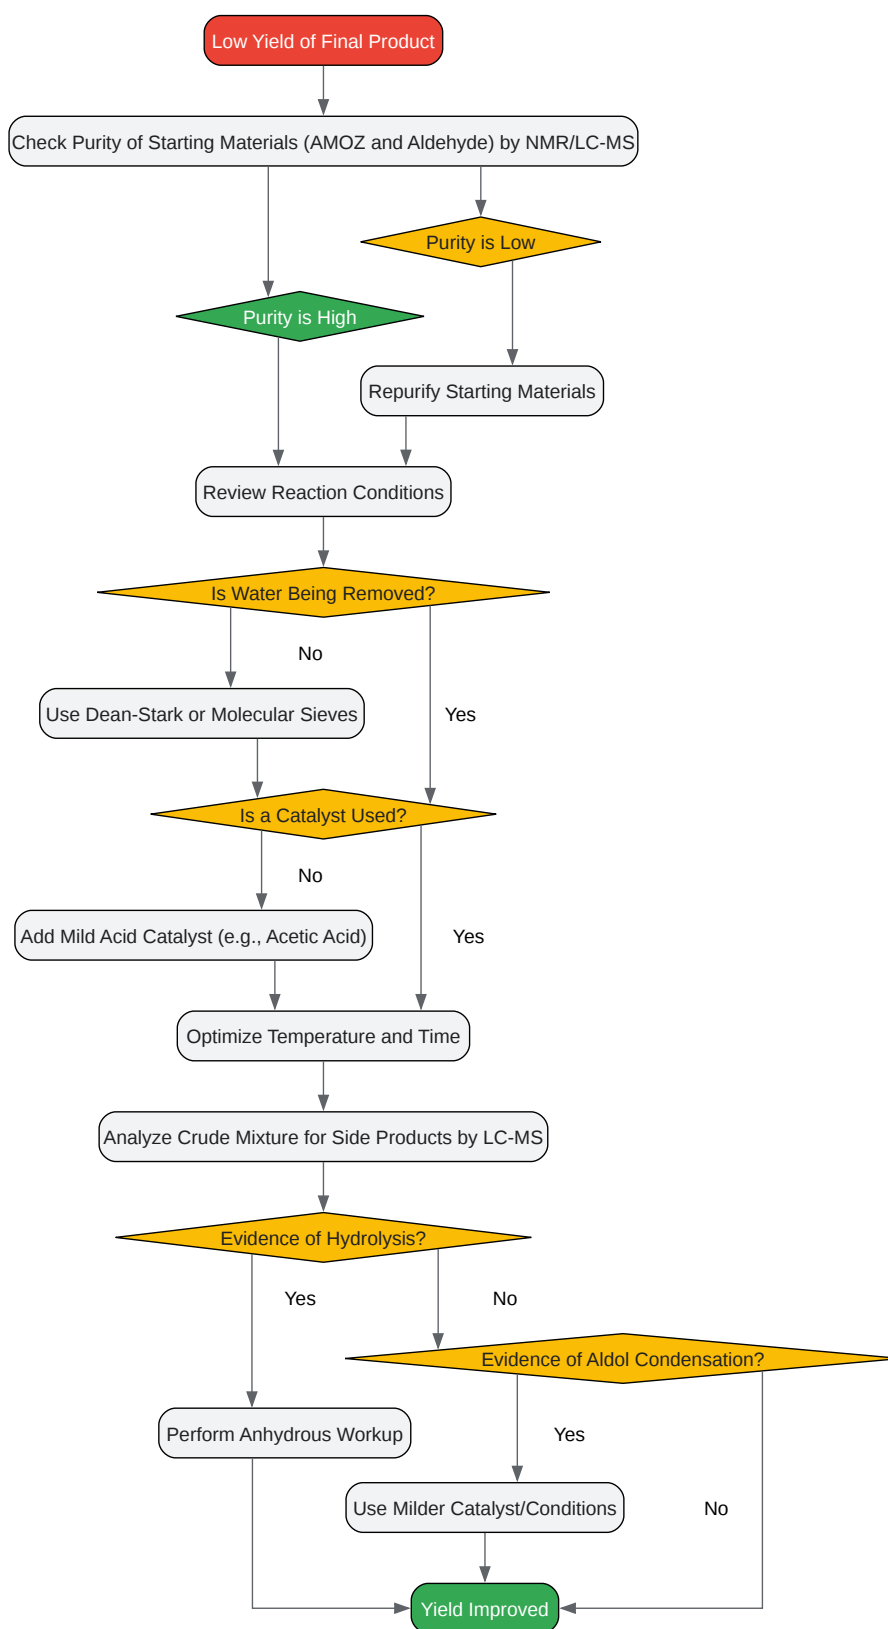 Low Yield of Final Product
Check Purity of Starting Materials (AMOZ and Aldehyde) by NMR/LC-MS
Purity is Low
Purity is High
Repurify Starting Materials
Review Reaction Conditions
Is Water Being Removed?
No
Use Dean-Stark or Molecular Sieves
Yes
Is a Catalyst Used?
No
Add Mild Acid Catalyst (e.g., Acetic Acid)
Yes
Optimize Temperature and Time
Analyze Crude Mixture for Side Products by LC-MS
Evidence of Hydrolysis?
Yes
No
Evidence of Aldol Condensation?
Perform Anhydrous Workup
Yes
Use Milder Catalyst/Conditions
No
Yield Improved